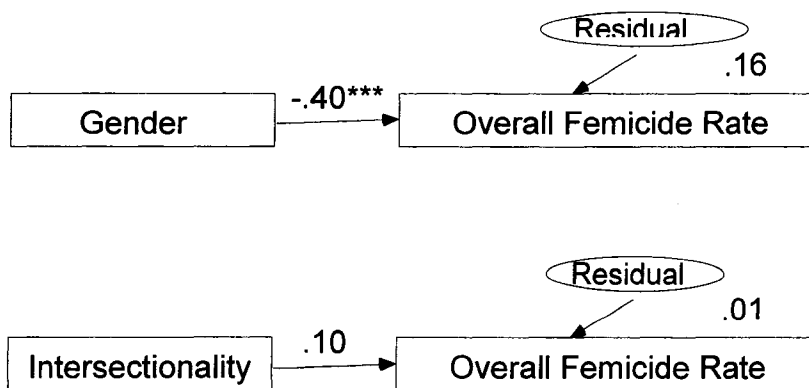 Residual
.16
-.40***
Gender
Overall Femicide Rate
Residual
.01
.10
Intersectionality
Overall Femicide Rate